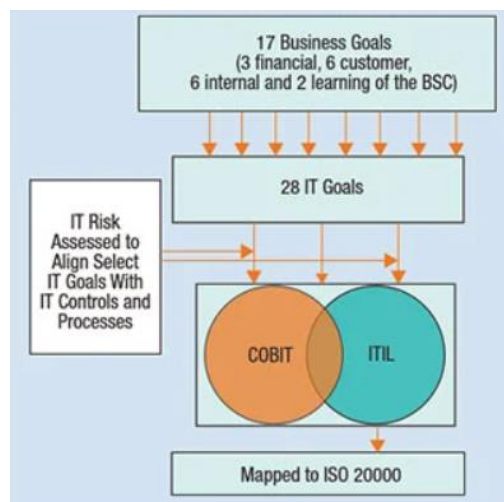 17 Business Goals
(3 financial, 6 customer,
6 internal and 2 learning of the BSC)
28 IT Goals
IT Risk
Assessed to
Align Select
IT Goals With
IT Controls and
Processes
COBIT
ITIL
Mapped to ISO 20000